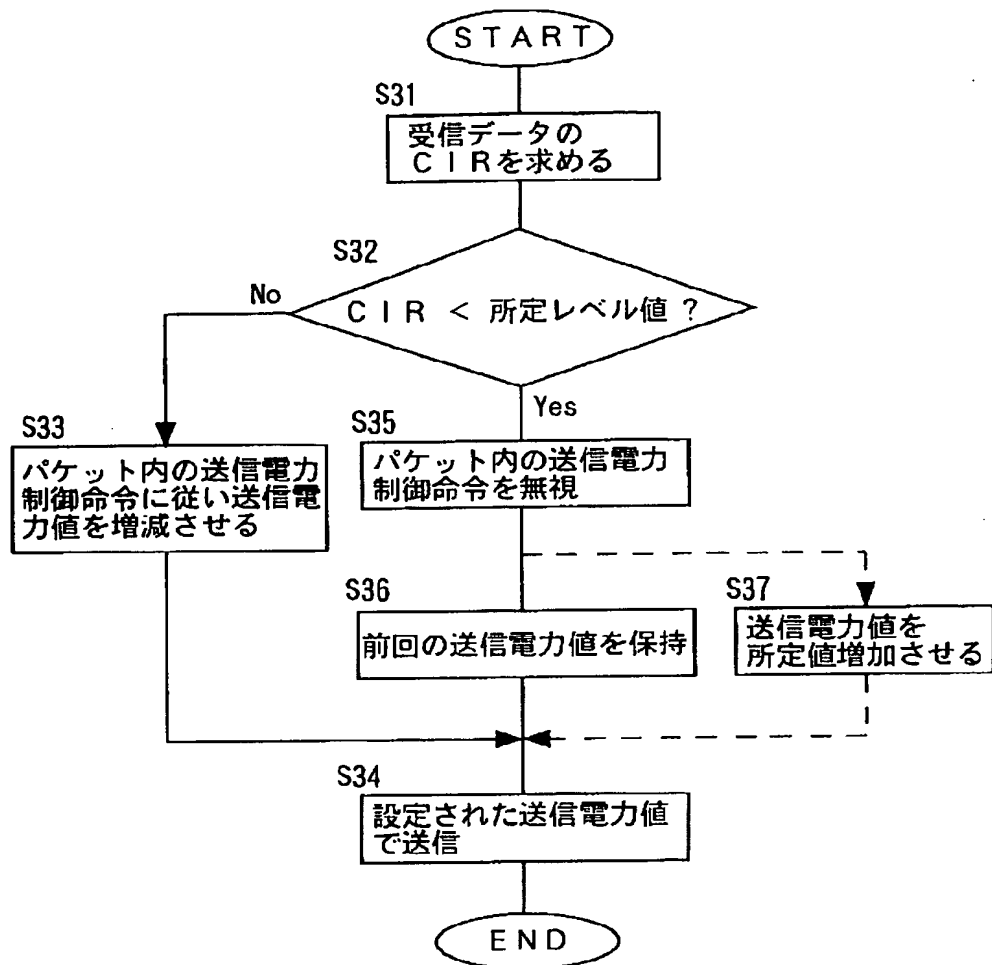 START
S31
受信データの
CIRを求める
S32
No
CIR < 所定レベル値?
Yes
S33
パケット内の送信電力
制御命令に従い送信電
力値を増減させる
S35
パケット内の送信電力
制御命令を無視
S36
前回の送信電力値を保持
S37
送信電力値を
所定値増加させる
S34
設定された送信電力値
で送信
END